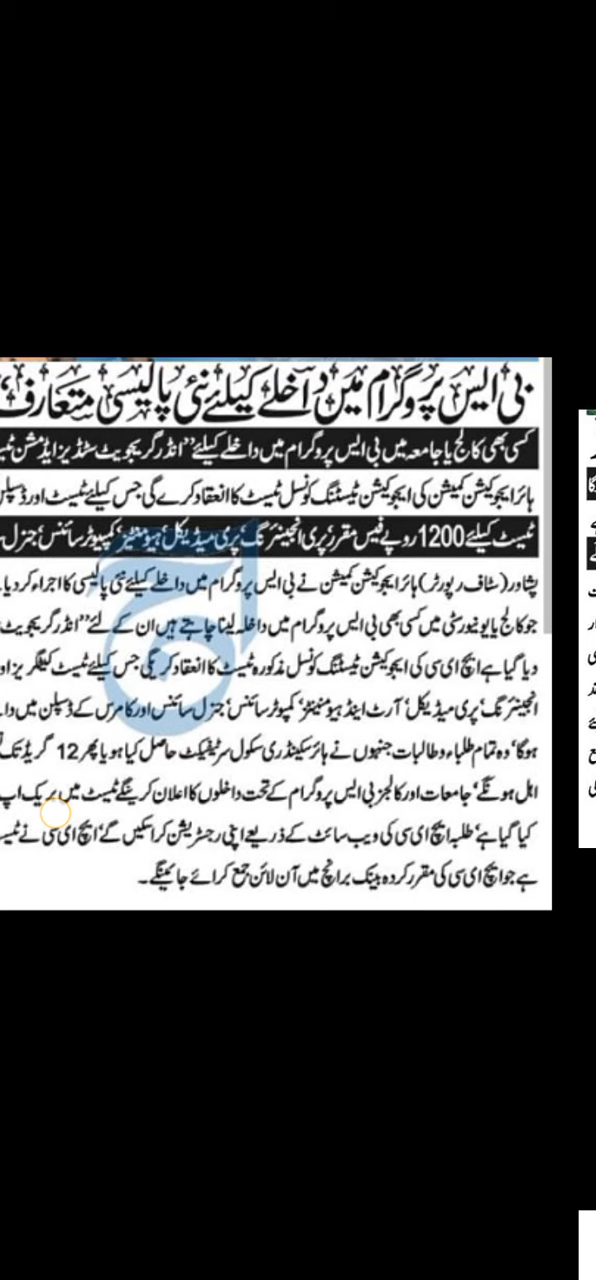 بی ایس پروگرام میں داخلے کیلئے نئی پالیسی متعارف،
کسی بھی کالج یا جامعہ میں بی ایس پروگرام میں داخلے کیلئے ’’انڈر گریجویٹ سٹڈیز ایڈمشن
ہائر ایجوکیشن کمیشن کی ایجوکیشن ٹیسٹنگ کونسل ٹیسٹ کا انعقاد کرے گی جس کیلئے ٹیسٹ اور
ٹیسٹ کیلئے 1200 روپے فیس مقرر، پری انجینئرنگ، پری میڈیکل، ہیومنٹیز، کمپیوٹر سائنس، جنرل
پشاور (سٹاف رپورٹر) ہائر ایجوکیشن کمیشن نے بی ایس پروگرام میں داخلے کیلئے نئی پالیسی کا اجراء کر دیا۔
جو کالج یا یونیورسٹی میں کسی بھی بی ایس پروگرام میں داخلہ لینا چاہتے ہیں ان کے لئے ’’انڈر گریجویٹ
دیا گیا ہے ایچ ای سی کی ایجوکیشن ٹیسٹنگ کونسل مذکورہ ٹیسٹ کا انعقاد کریگی جس کیلئے ٹیسٹ کیٹگریز
انجینئرنگ، پری میڈیکل، آرٹ اینڈ ہیومنٹیز، کمپیوٹر سائنس، جنرل سائنس اور کامرس کے ڈسپلن میں
ہوگا، وہ تمام طلباء و طالبات جنہوں نے ہائر سکینڈری سکول سرٹیفکیٹ حاصل کیا ہو یا پھر 12 گریڈ تک
اہل ہونگے، جامعات اور کالجز بی ایس پروگرام کے تحت داخلوں کا اعلان کرینگے ٹیسٹ میں بریک اپ
کیا گیا ہے، طلبہ ایچ ای سی کی ویب سائٹ کے ذریعے اپنی رجسٹریشن کرا سکیں گے، ایچ ای سی نے
ہے جو ایچ ای سی کی مقرر کردہ بینک برانچ میں آن لائن جمع کرائے جائینگے۔